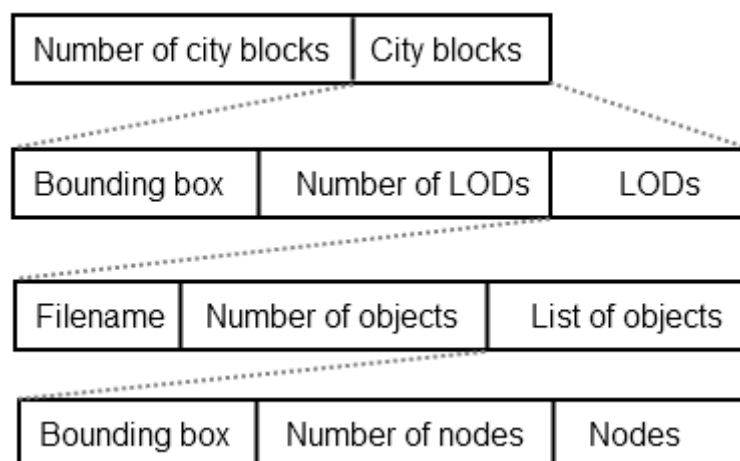 Number of city blocks City blocks
Bounding box Number of LODs LODs
Filename Number of objects List of objects
Bounding box Number of nodes Nodes